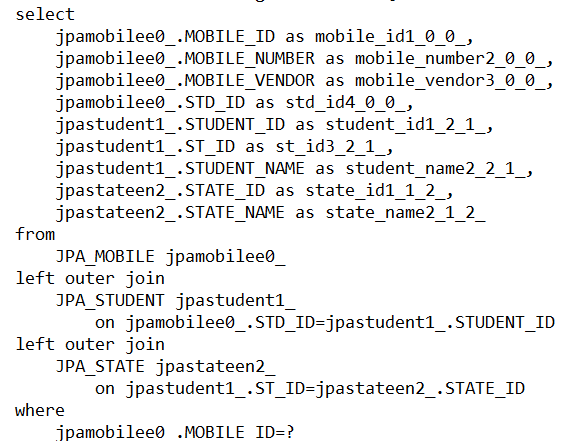 select
    jpamobilee0_.MOBILE_ID as mobile_id1_0_0_,
    jpamobilee0_.MOBILE_NUMBER as mobile_number2_0_0_,
    jpamobilee0_.MOBILE_VENDOR as mobile_vendor3_0_0_,
    jpamobilee0_.STD_ID as std_id4_0_0_,
    jpastudent1_.STUDENT_ID as student_id1_2_1_,
    jpastudent1_.ST_ID as st_id3_2_1_,
    jpastudent1_.STUDENT_NAME as student_name2_2_1_,
    jpastateen2_.STATE_ID as state_id1_1_2_,
    jpastateen2_.STATE_NAME as state_name2_1_2_
from
    JPA_MOBILE jpamobilee0_
left outer join
    JPA_STUDENT jpastudent1_
        on jpamobilee0_.STD_ID=jpastudent1_.STUDENT_ID
left outer join
    JPA_STATE jpastateen2_
        on jpastudent1_.ST_ID=jpastateen2_.STATE_ID
where
    jpamobilee0_.MOBILE_ID=?